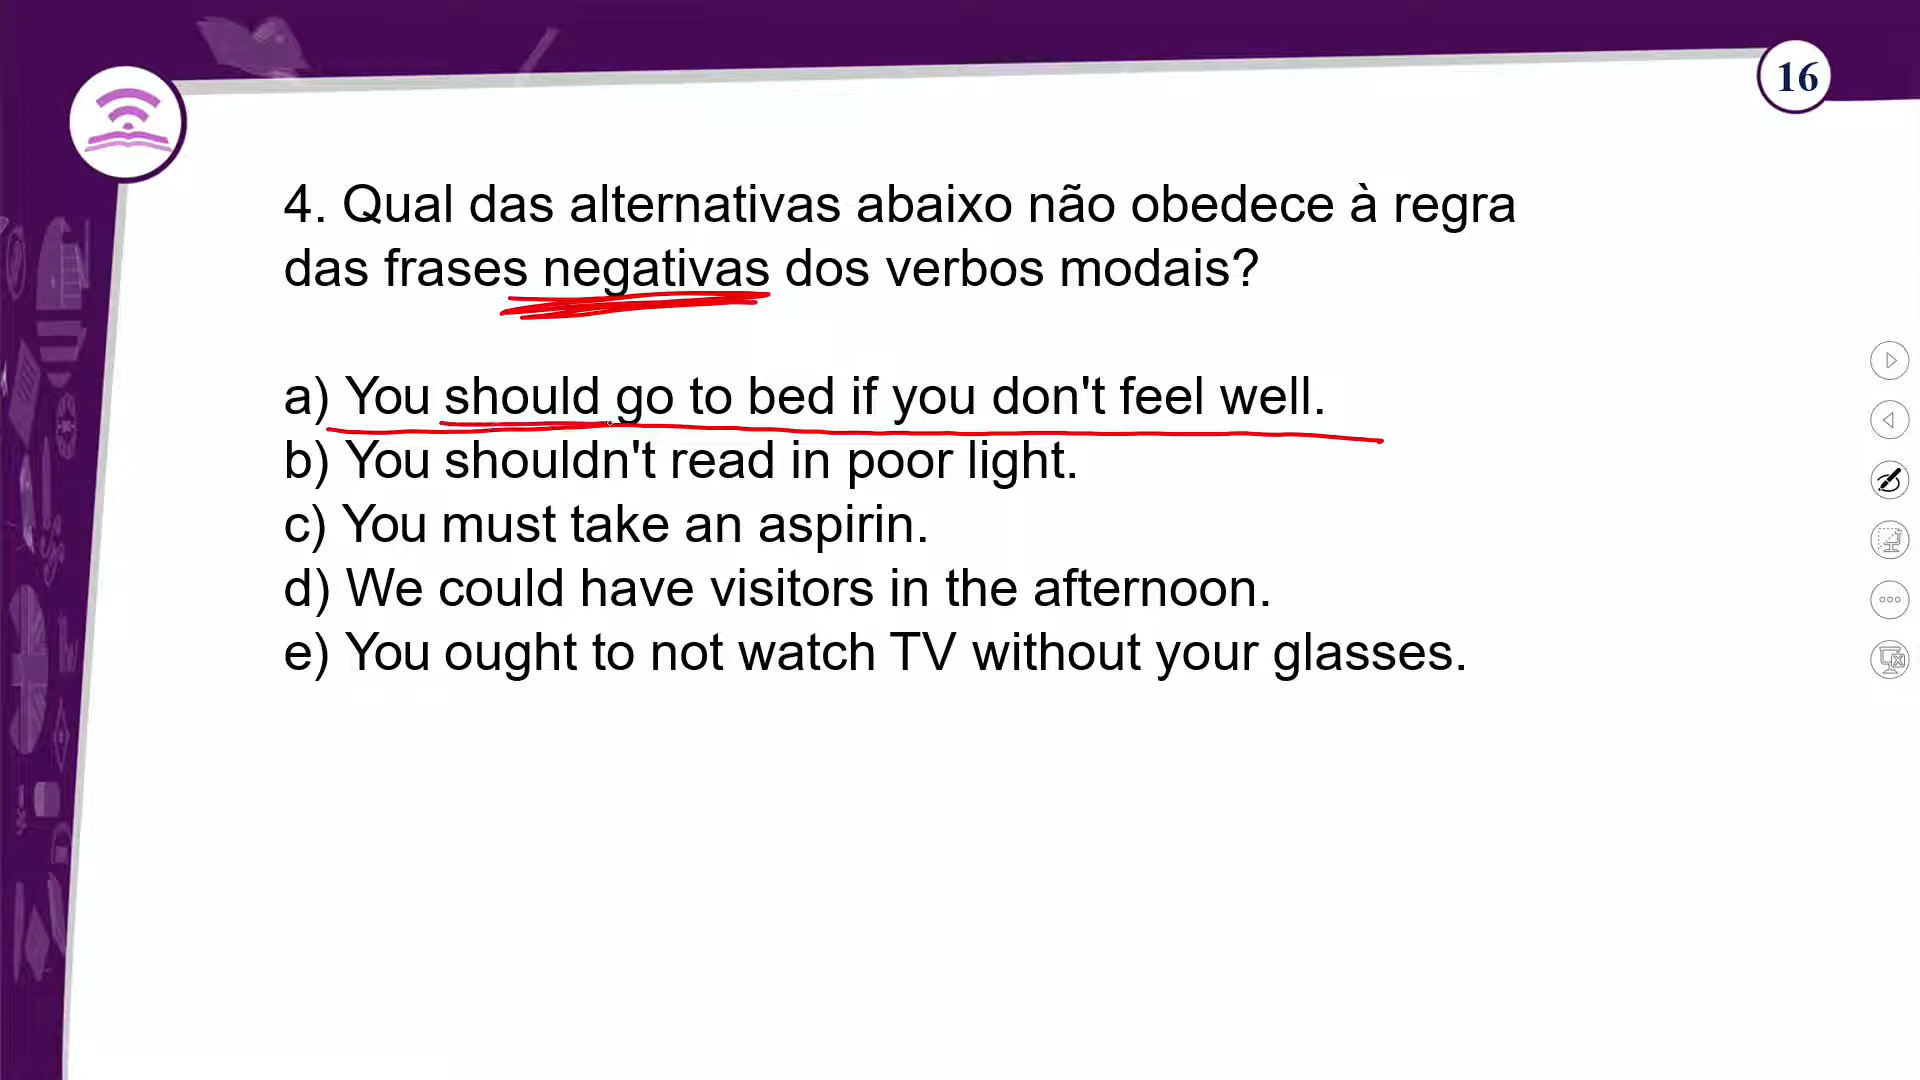 16
4. Qual das alternativas abaixo não obedece à regra
das frases negativas dos verbos modais?
a) You should go to bed if you don't feel well.
b) You shouldn't read in poor light.
c) You must take an aspirin.
d) We could have visitors in the afternoon.
e) You ought to not watch TV without your glasses.